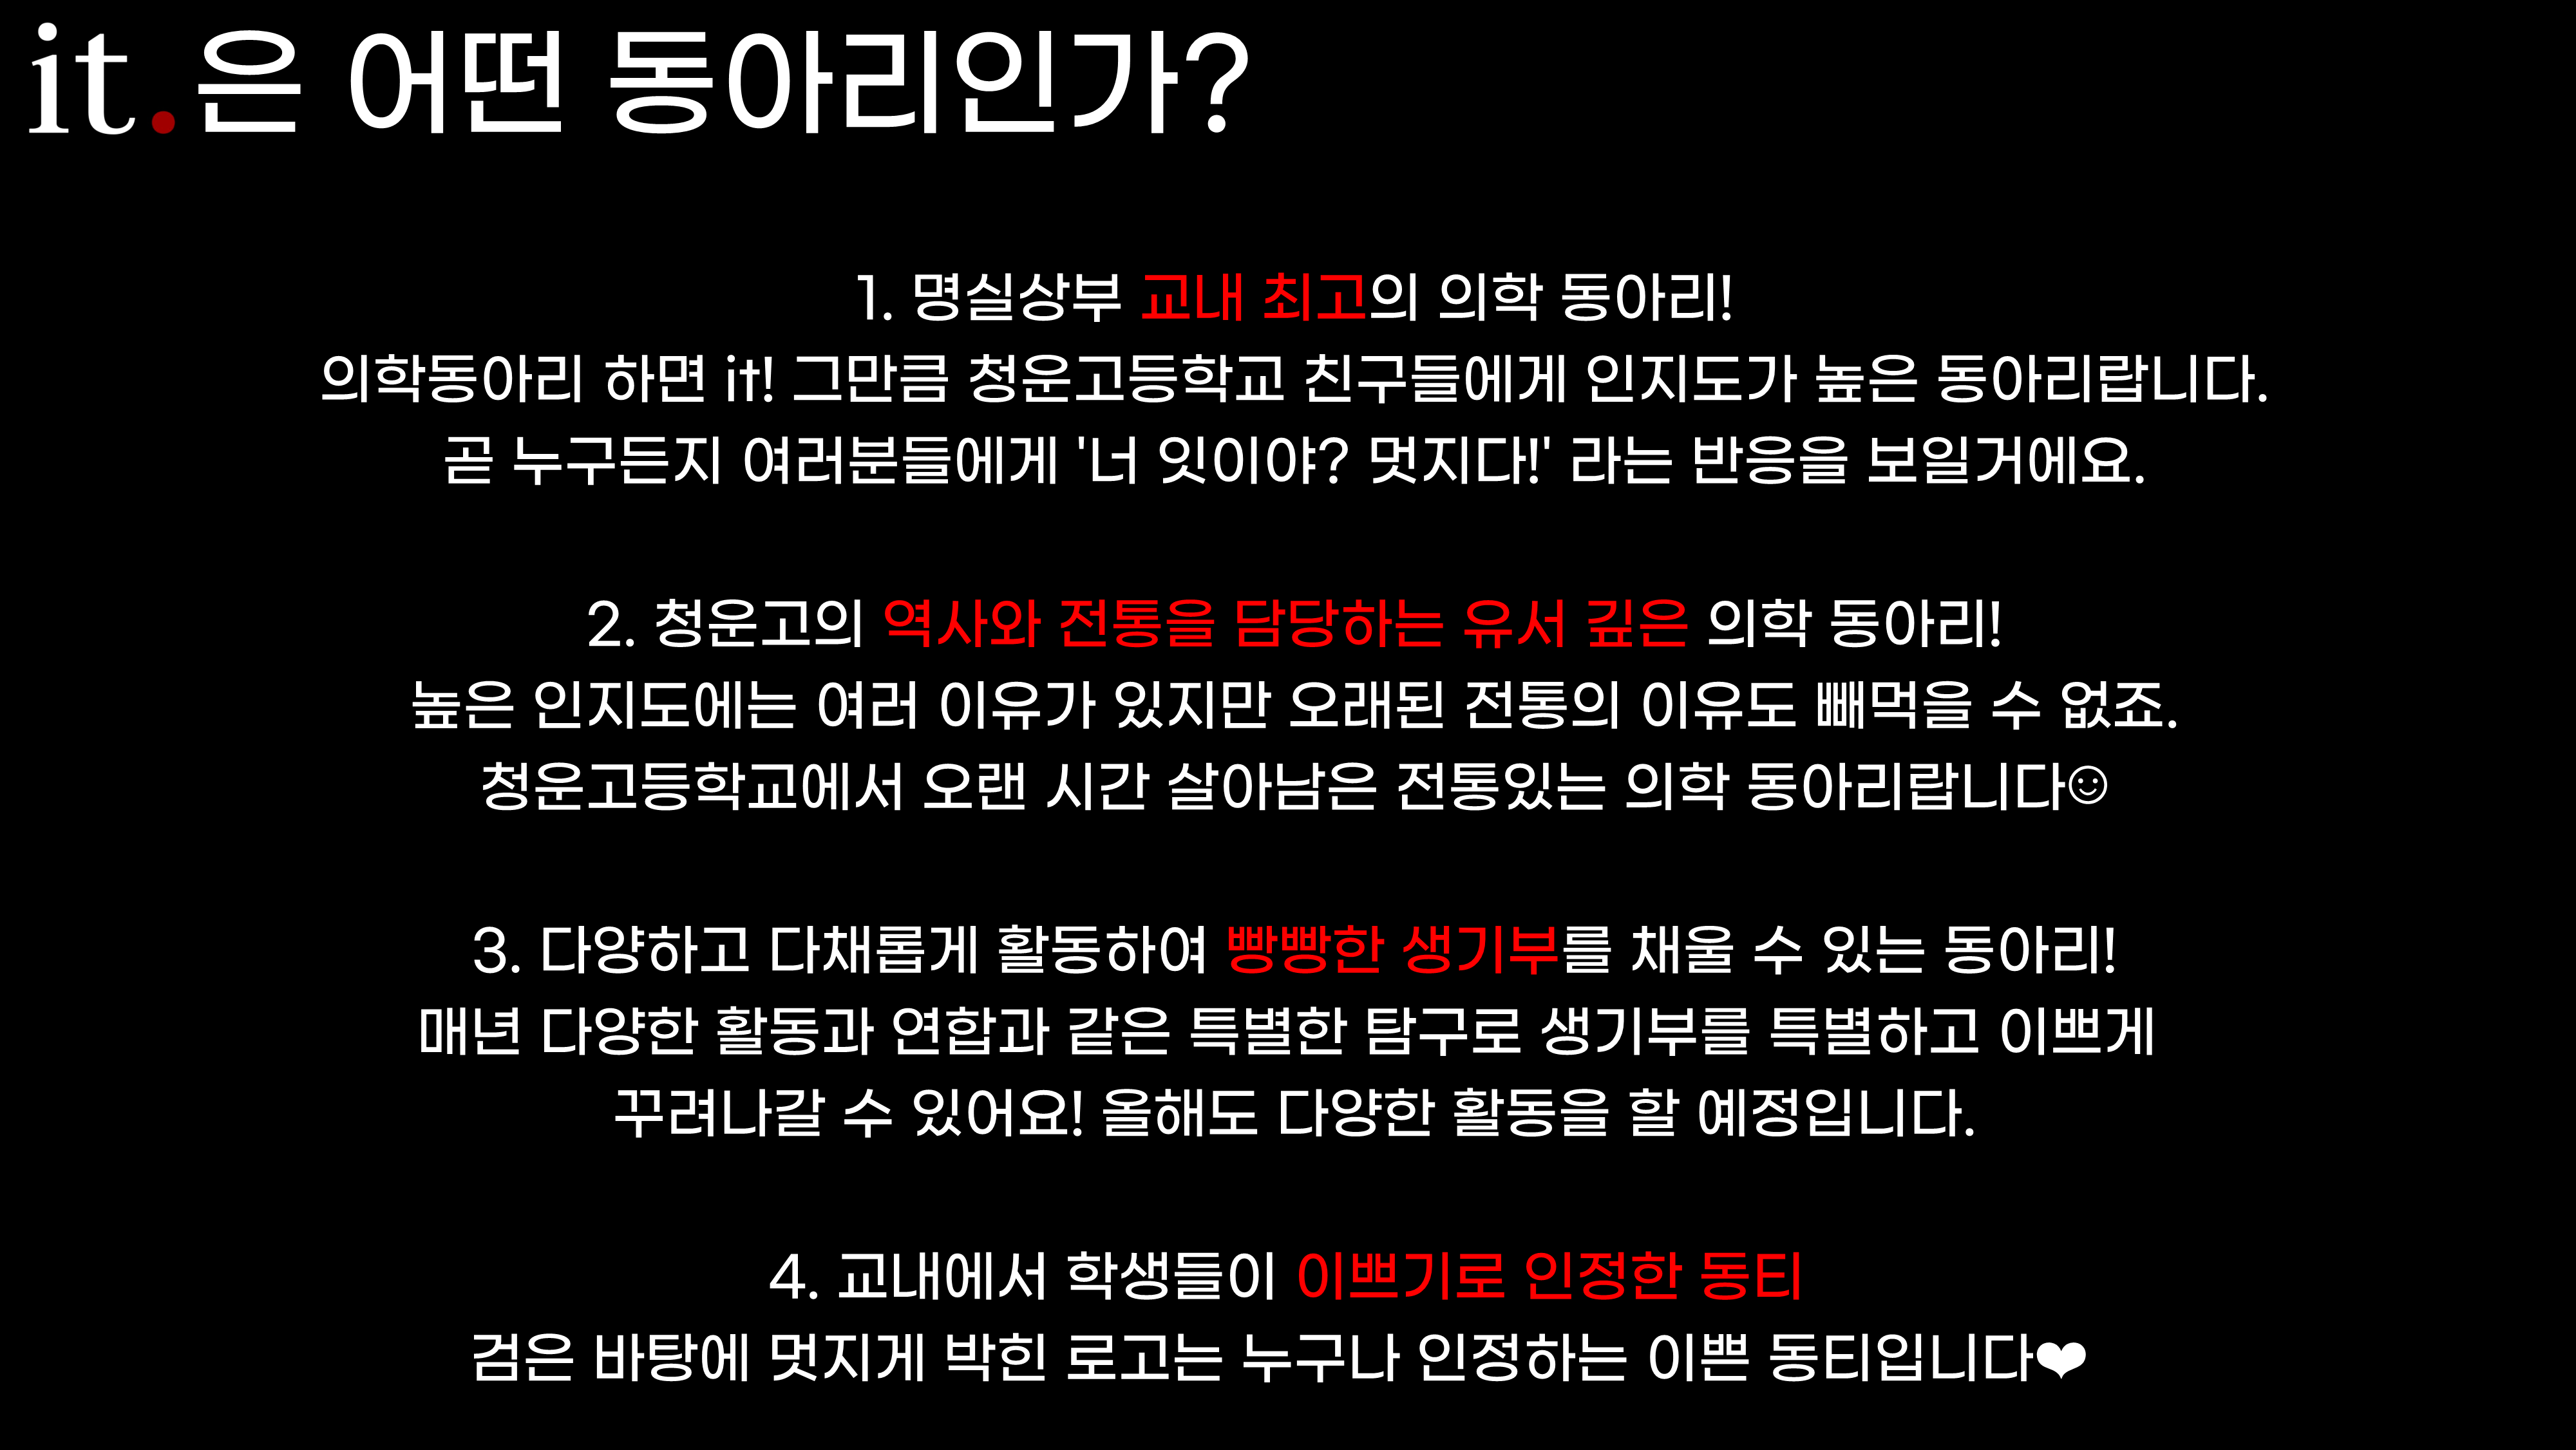 it.은 어떤 동아리인가?
1. 명실상부 교내 최고의 의학 동아리!
의학동아리 하면 it! 그만큼 청운고등학교 친구들에게 인지도가 높은 동아리랍니다.
곧 누구든지 여러분들에게 '너 잇이야? 멋지다!' 라는 반응을 보일거에요.
2. 청운고의 역사와 전통을 담당하는 유서 깊은 의학 동아리!
높은 인지도에는 여러 이유가 있지만 오래된 전통의 이유도 빼먹을 수 없죠.
청운고등학교에서 오랜 시간 살아남은 전통있는 의학 동아리랍니다☺
3. 다양하고 다채롭게 활동하여 빵빵한 생기부를 채울 수 있는 동아리!
매년 다양한 활동과 연합과 같은 특별한 탐구로 생기부를 특별하고 이쁘게
꾸려나갈 수 있어요! 올해도 다양한 활동을 할 예정입니다.
4. 교내에서 학생들이 이쁘기로 인정한 동티
검은 바탕에 멋지게 박힌 로고는 누구나 인정하는 이쁜 동티입니다❤